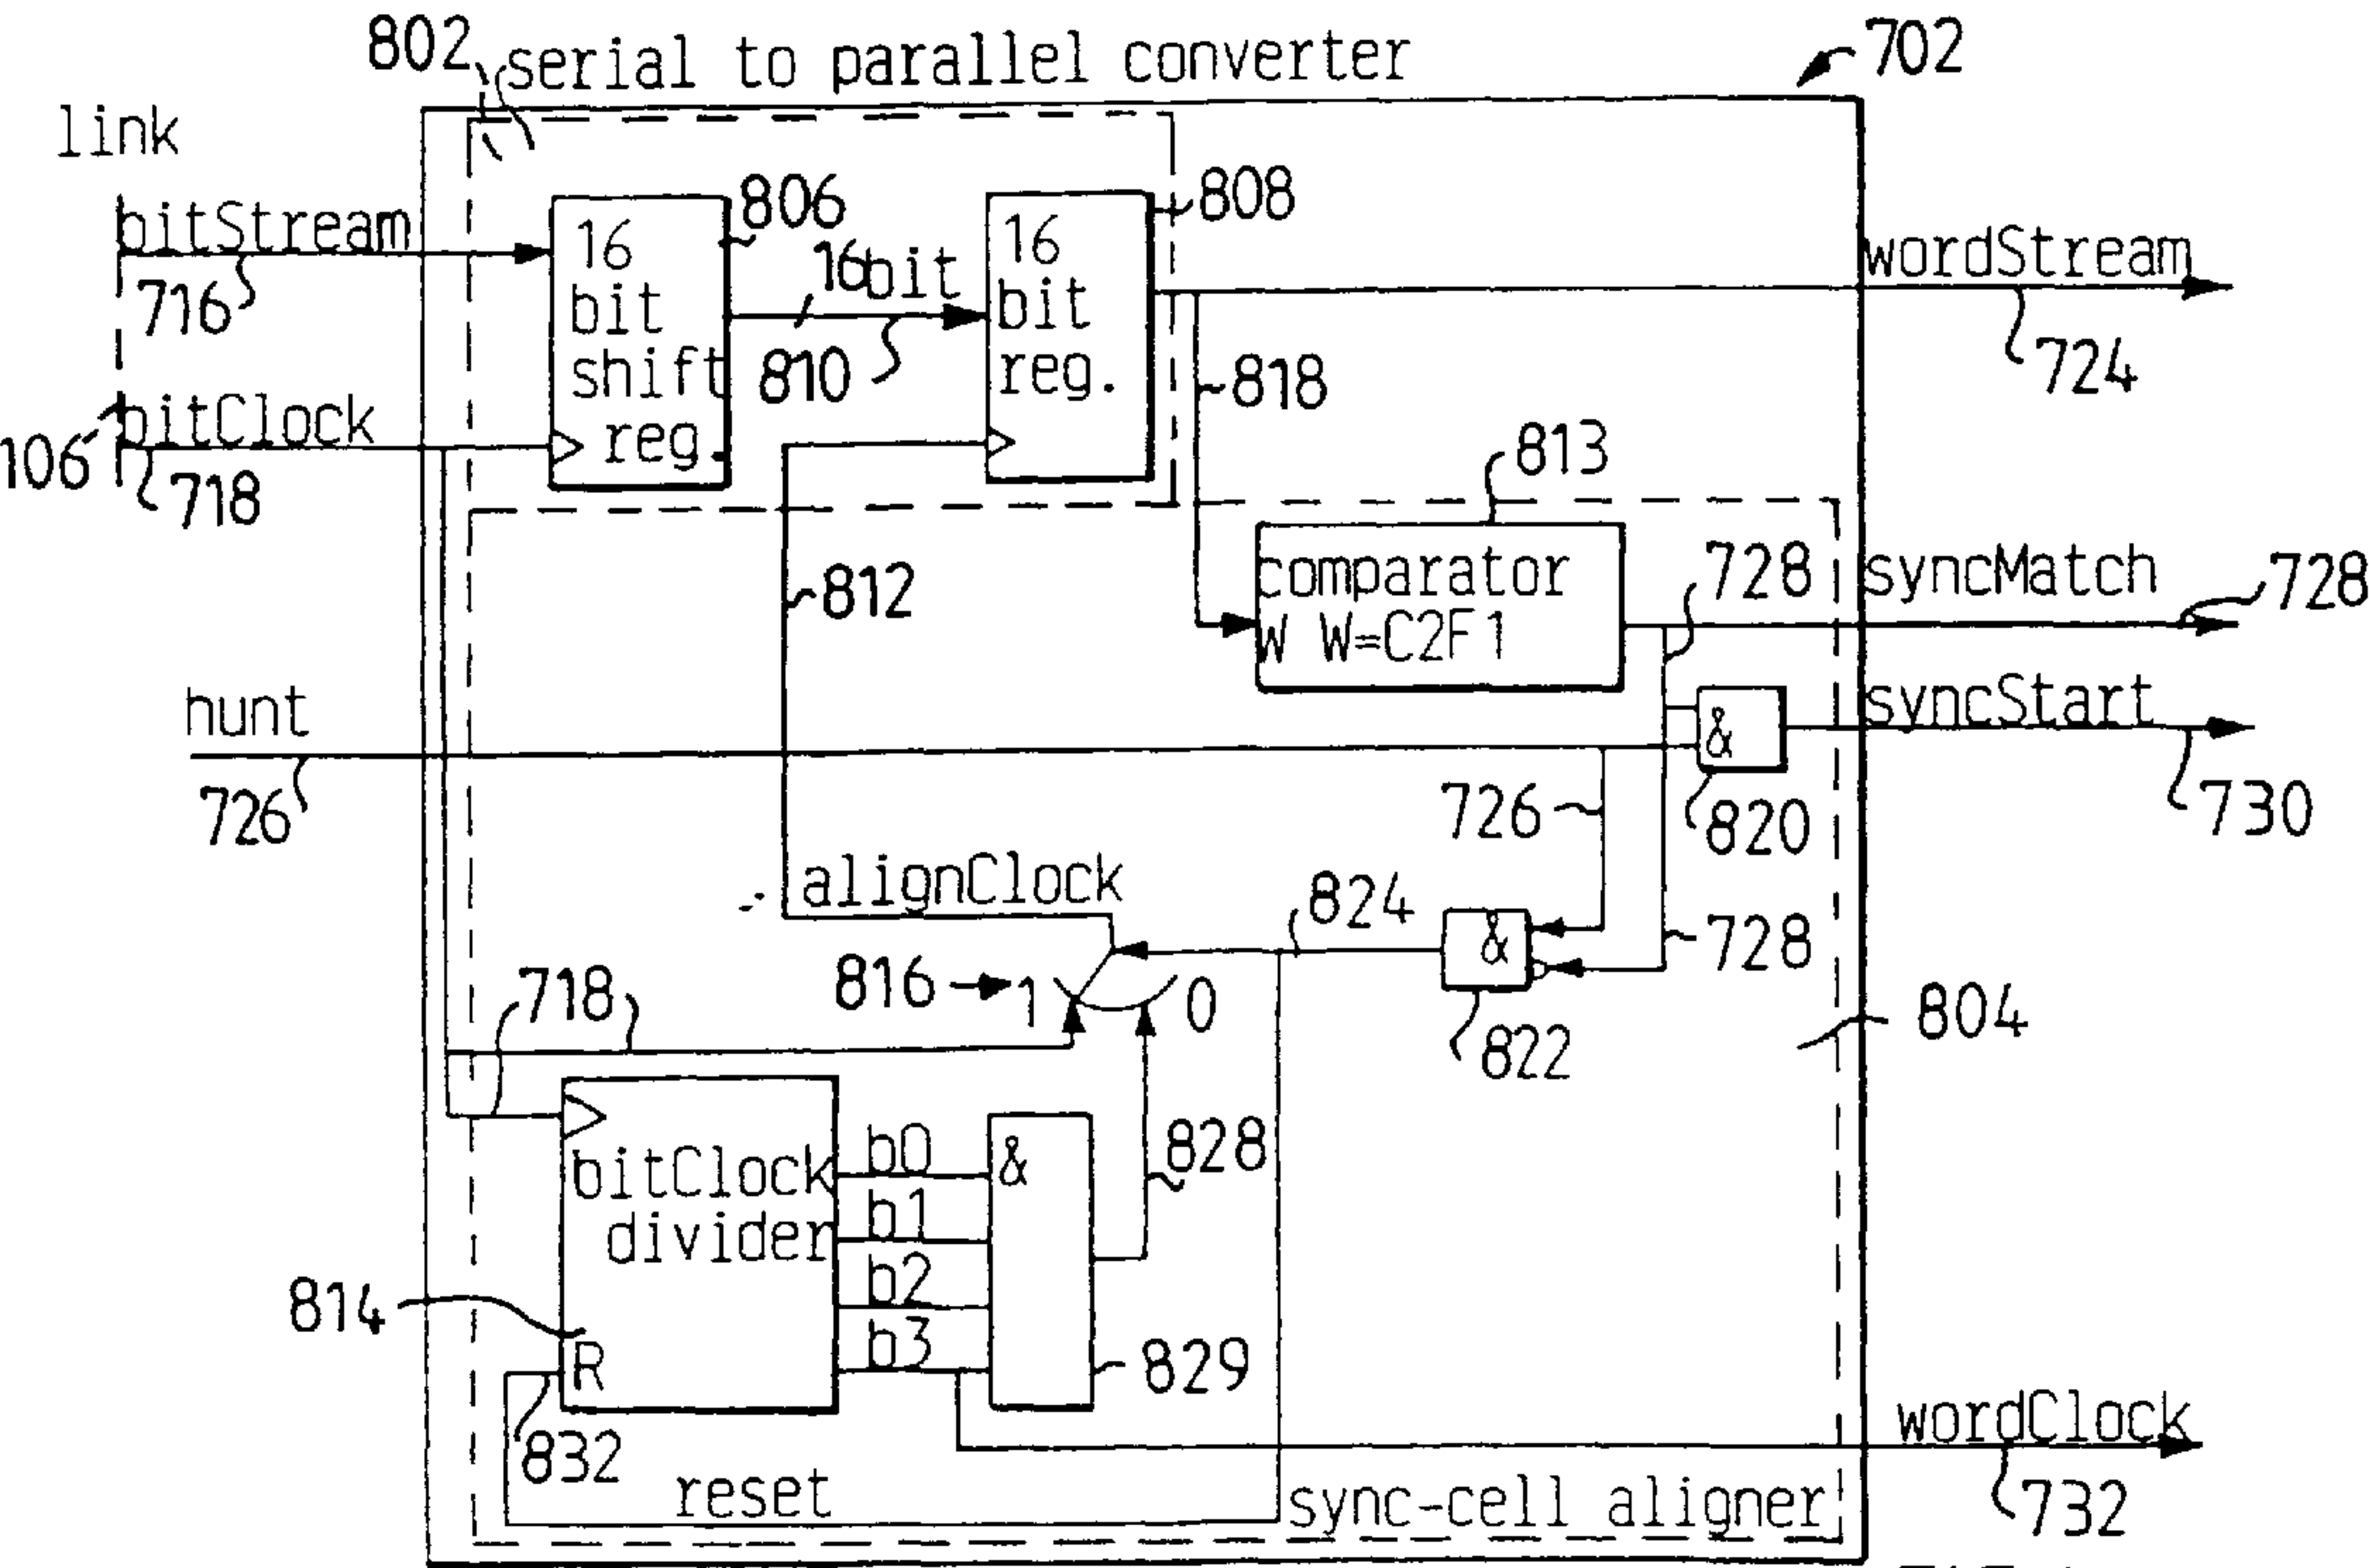 802
serial to parallel converter
702
link
bitStream
716
16
bit
shift
reg.
806
16bit
810
16
bit
reg.
808
wordStream
724
818
106
bitClock
718
813
comparator
W W=C2F1
728
syncMatch
728
812
hunt
726
&
syncStart
730
820
726
alignClock
824
&
728
816
1
0
822
804
718
bitClock
divider
b0
b1
b2
b3
&
828
814
R
829
832
reset
wordClock
732
sync-cell aligner